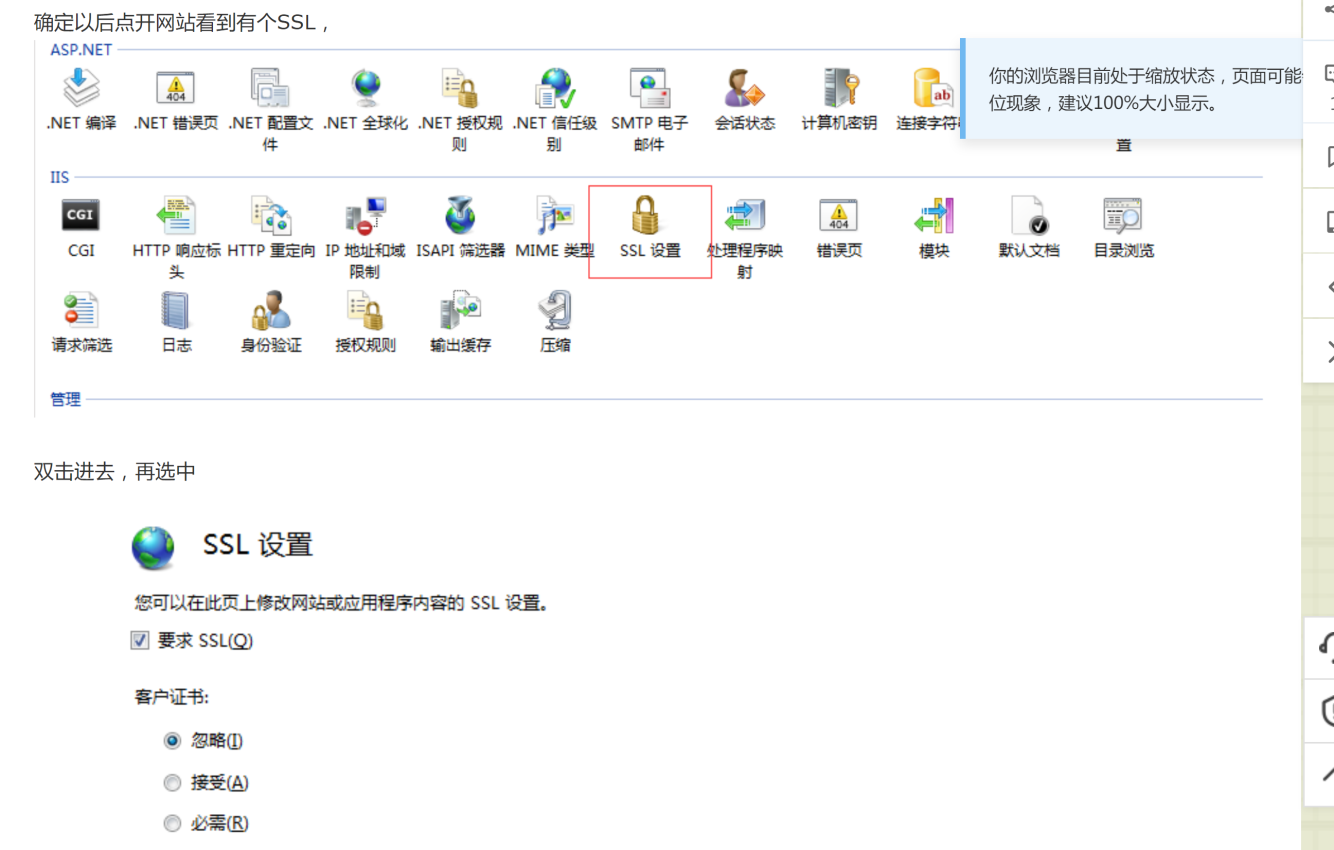 确定以后点开网站看到有个SSL，
ASP.NET
你的浏览器目前处于缩放状态，页面可能
位现象，建议100%大小显示。
.NET 编译 .NET 错误页 .NET 配置文 .NET 全球化 .NET 授权规 .NET 信任级 SMTP 电子 会话状态 计算机密钥 连接字符
件 则 别 邮件 置
IIS
CGI
404
CGI HTTP 响应标 HTTP 重定向 IP 地址和域 ISAPI 筛选器 MIME 类型 SSL 设置 处理程序映 错误页 模块 默认文档 目录浏览
头 限制 射
请求筛选 日志 身份验证 授权规则 输出缓存 压缩
管理
双击进去，再选中
SSL 设置
您可以在此页上修改网站或应用程序内容的 SSL 设置。
要求 SSL(Q)
客户证书:
忽略(I)
接受(A)
必需(R)